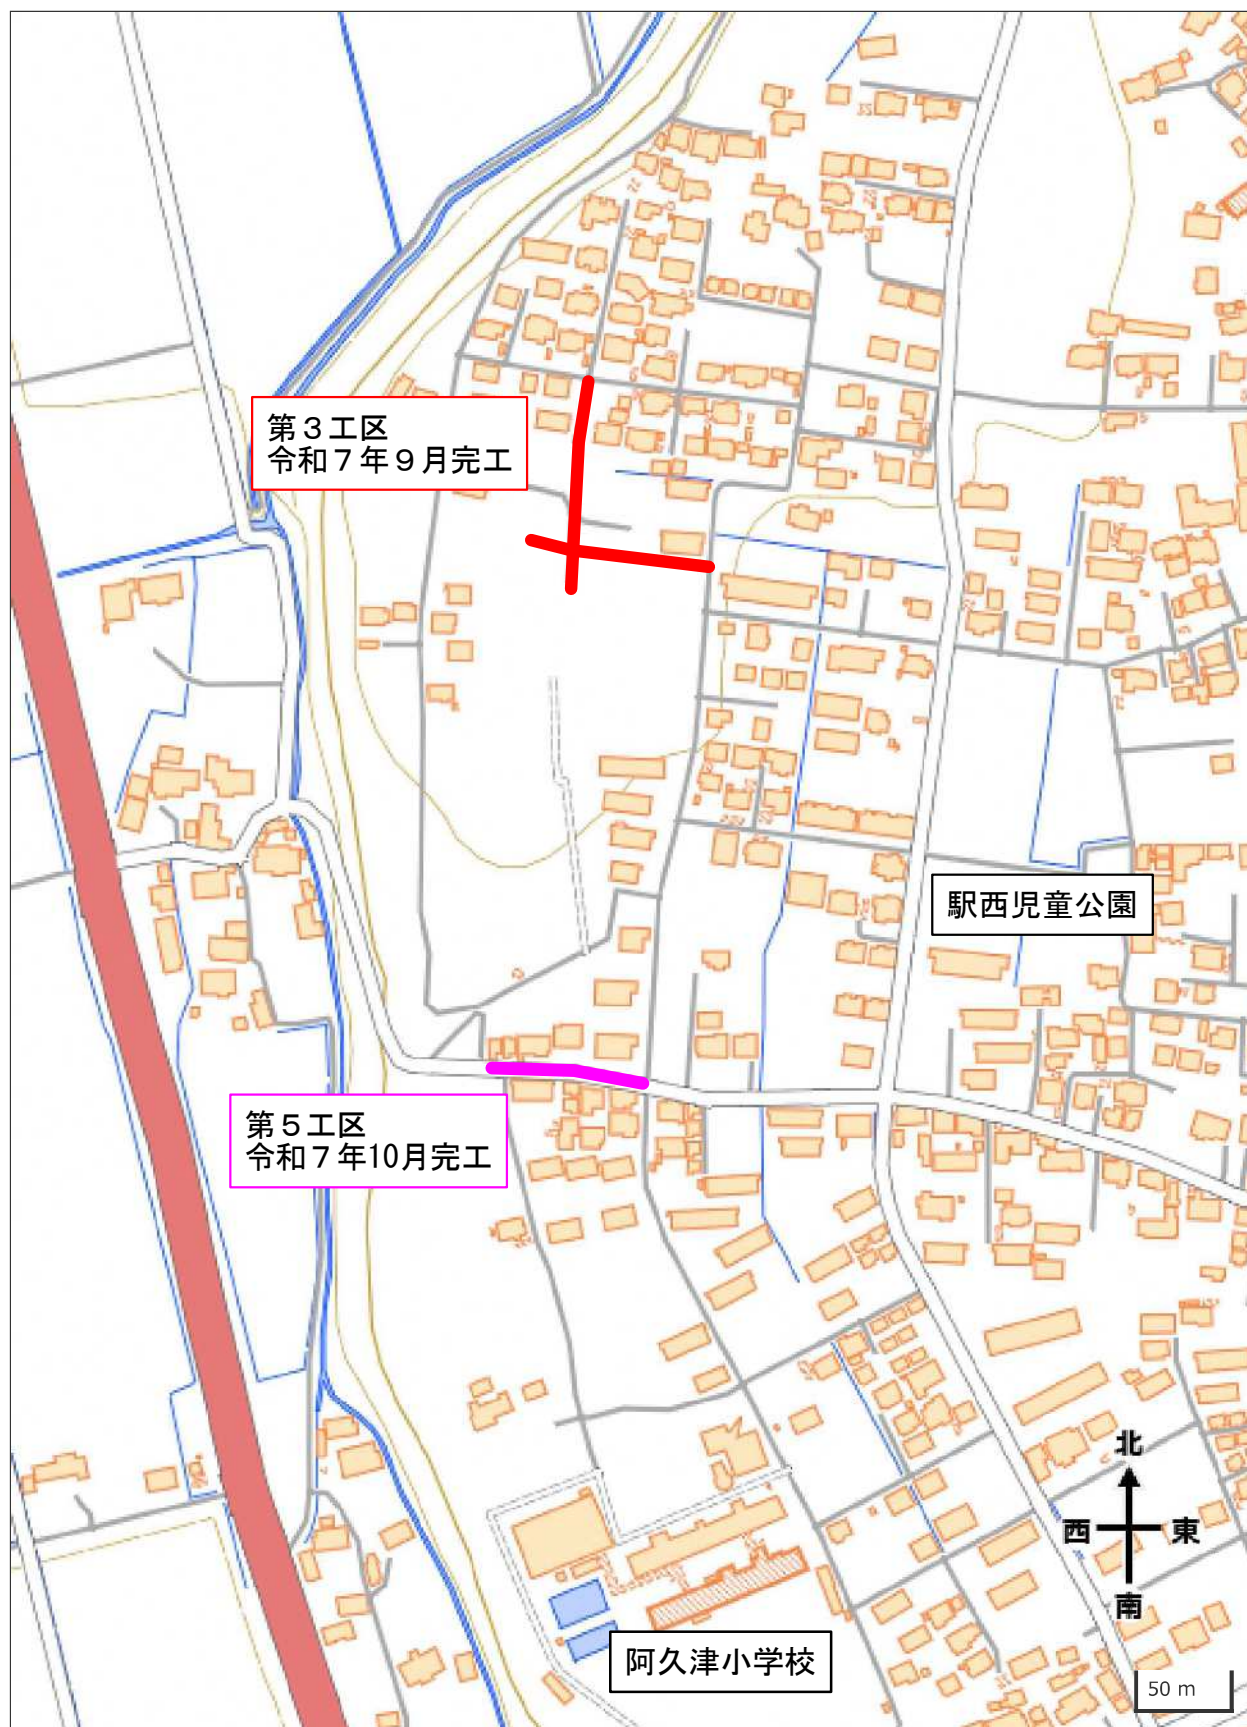 第３工区
令和７年９月完工
駅西児童公園
第５工区
令和７年10月完工
北
西 東
南
阿久津小学校
50 m